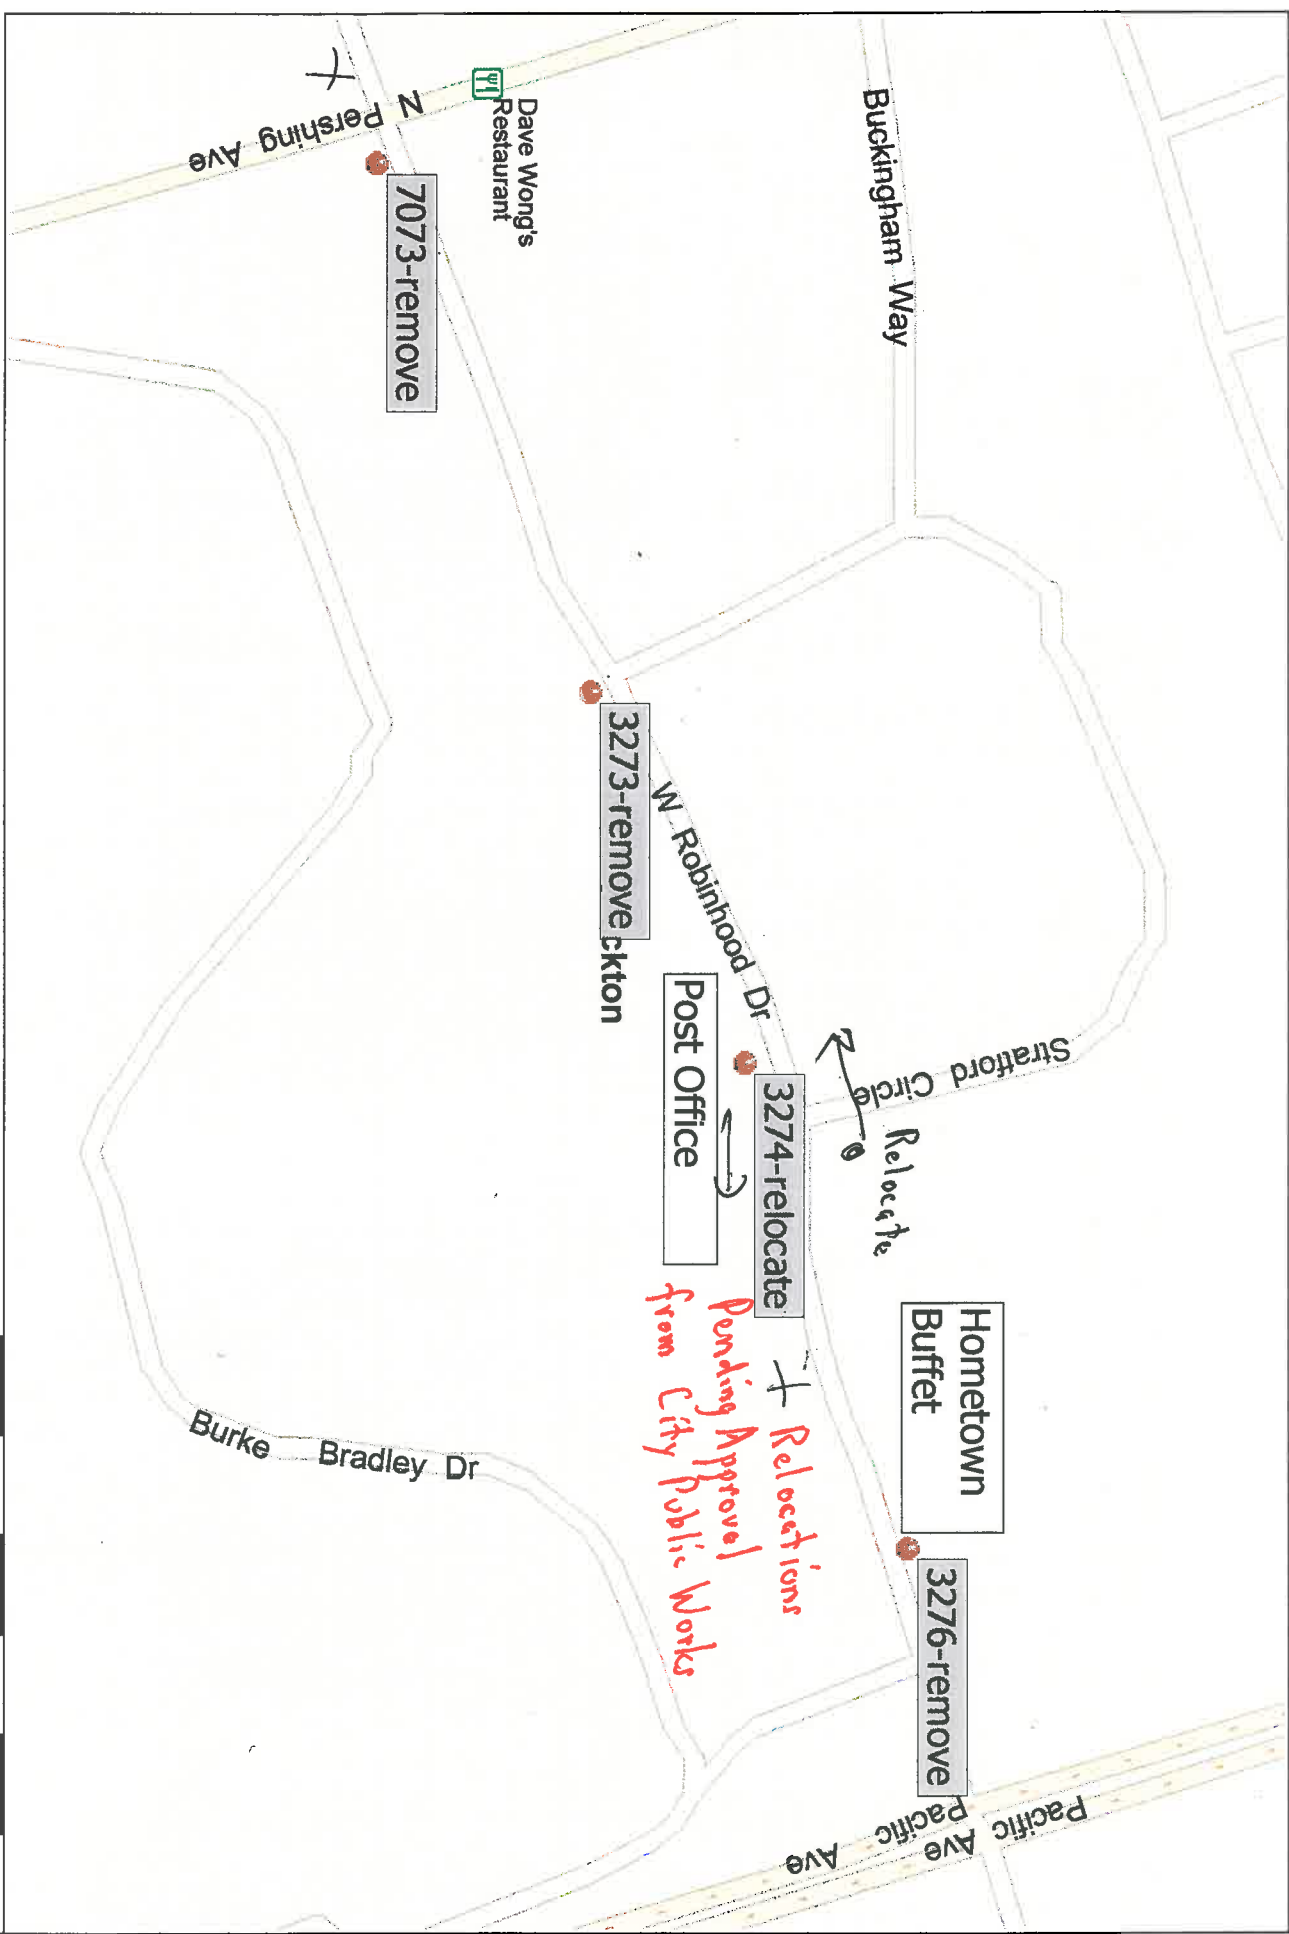 Buckingham Way
Dave Wong's
Restaurant
N Pershing Ave
7073-remove
Stratford Circle
Relocate
Hometown
Buffet
3276-remove
Pacific Ave
Pacific Ave
W Robinhood Dr
3274-relocate
3273-remove
ckton
Post Office
Relocations
Pending Approval
from City Public Works
Burke Bradley Dr